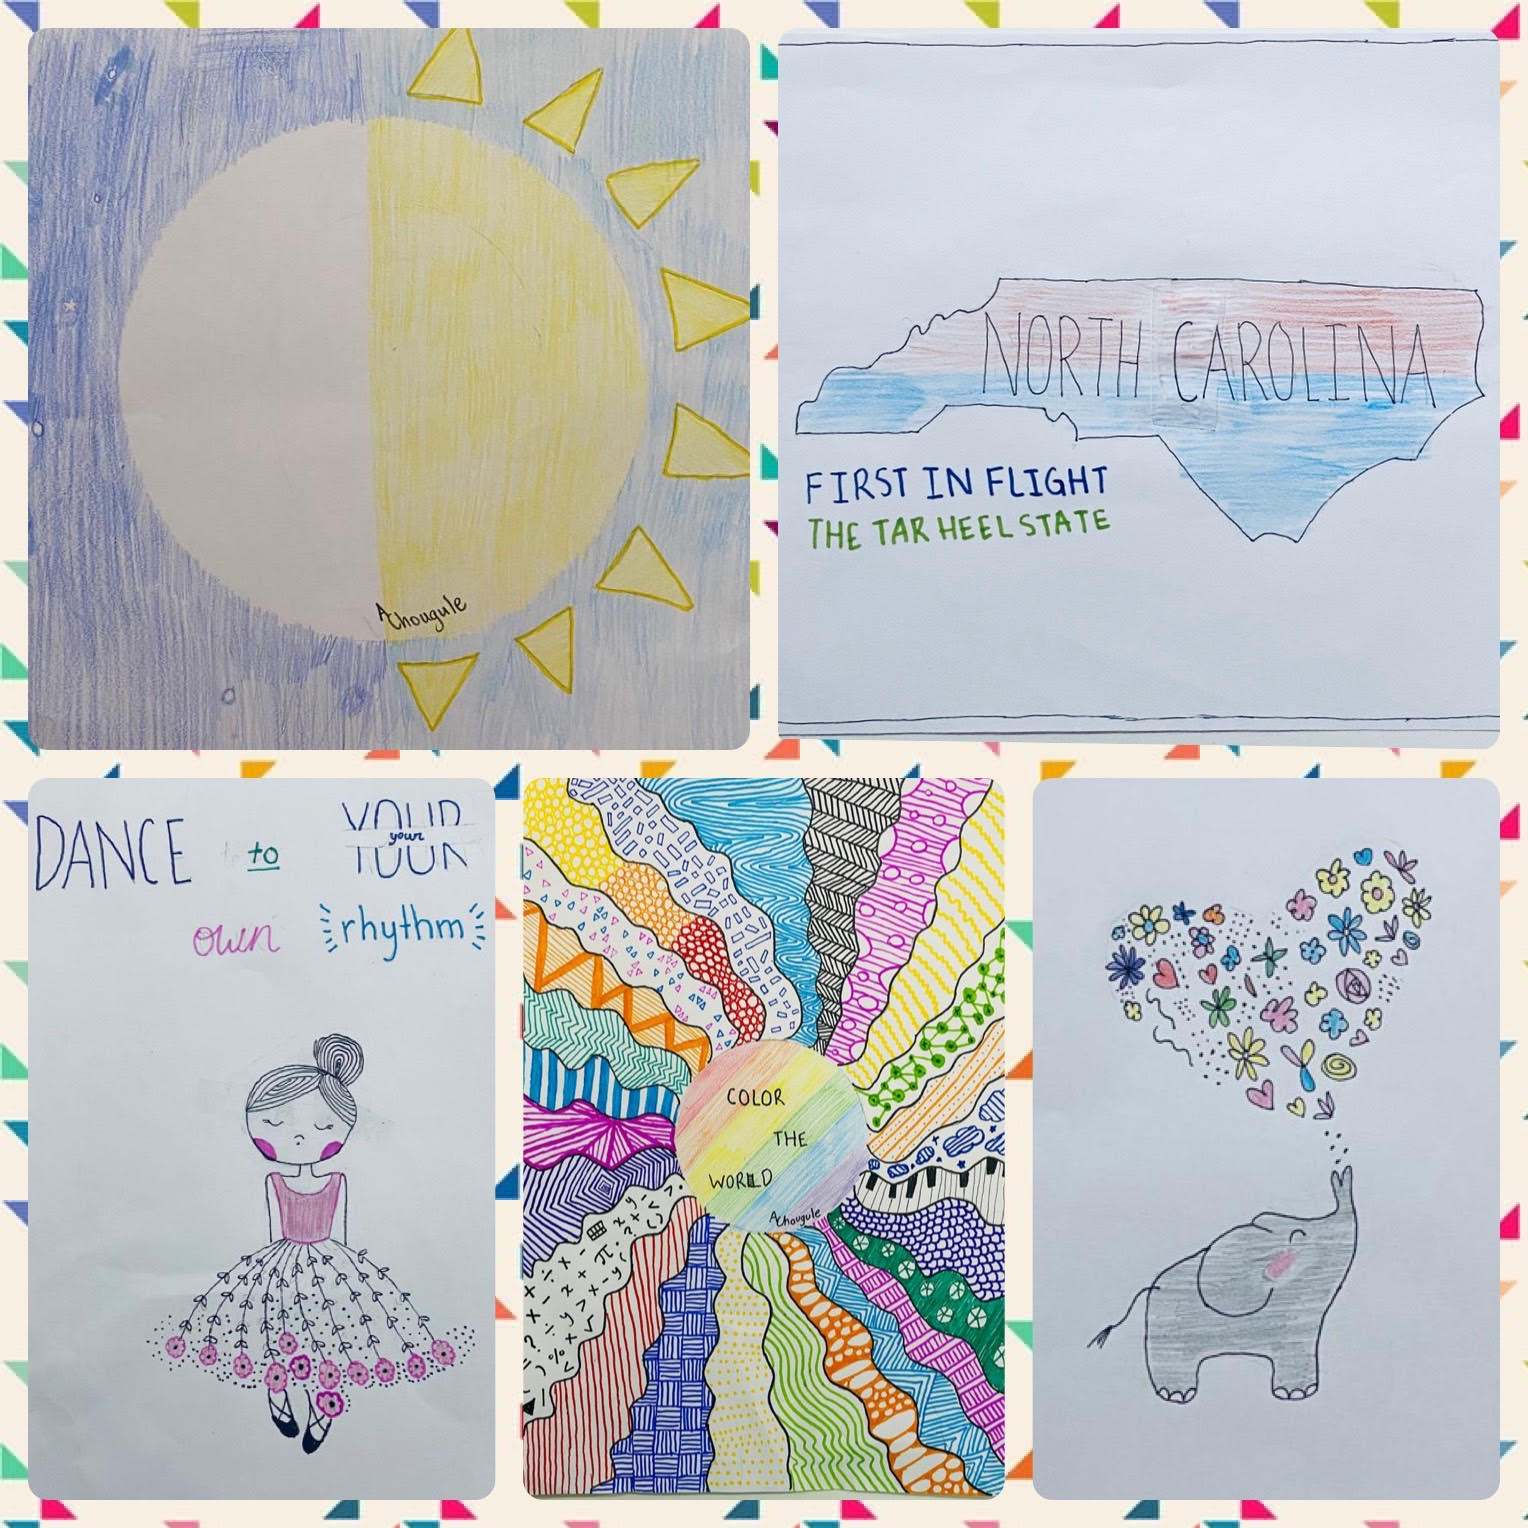 AChougule
NORTH CAROLINA
FIRST IN FLIGHT
THE TAR HEEL STATE
DANCE to your
own rhythm
COLOR
THE
WORLD
AChougule